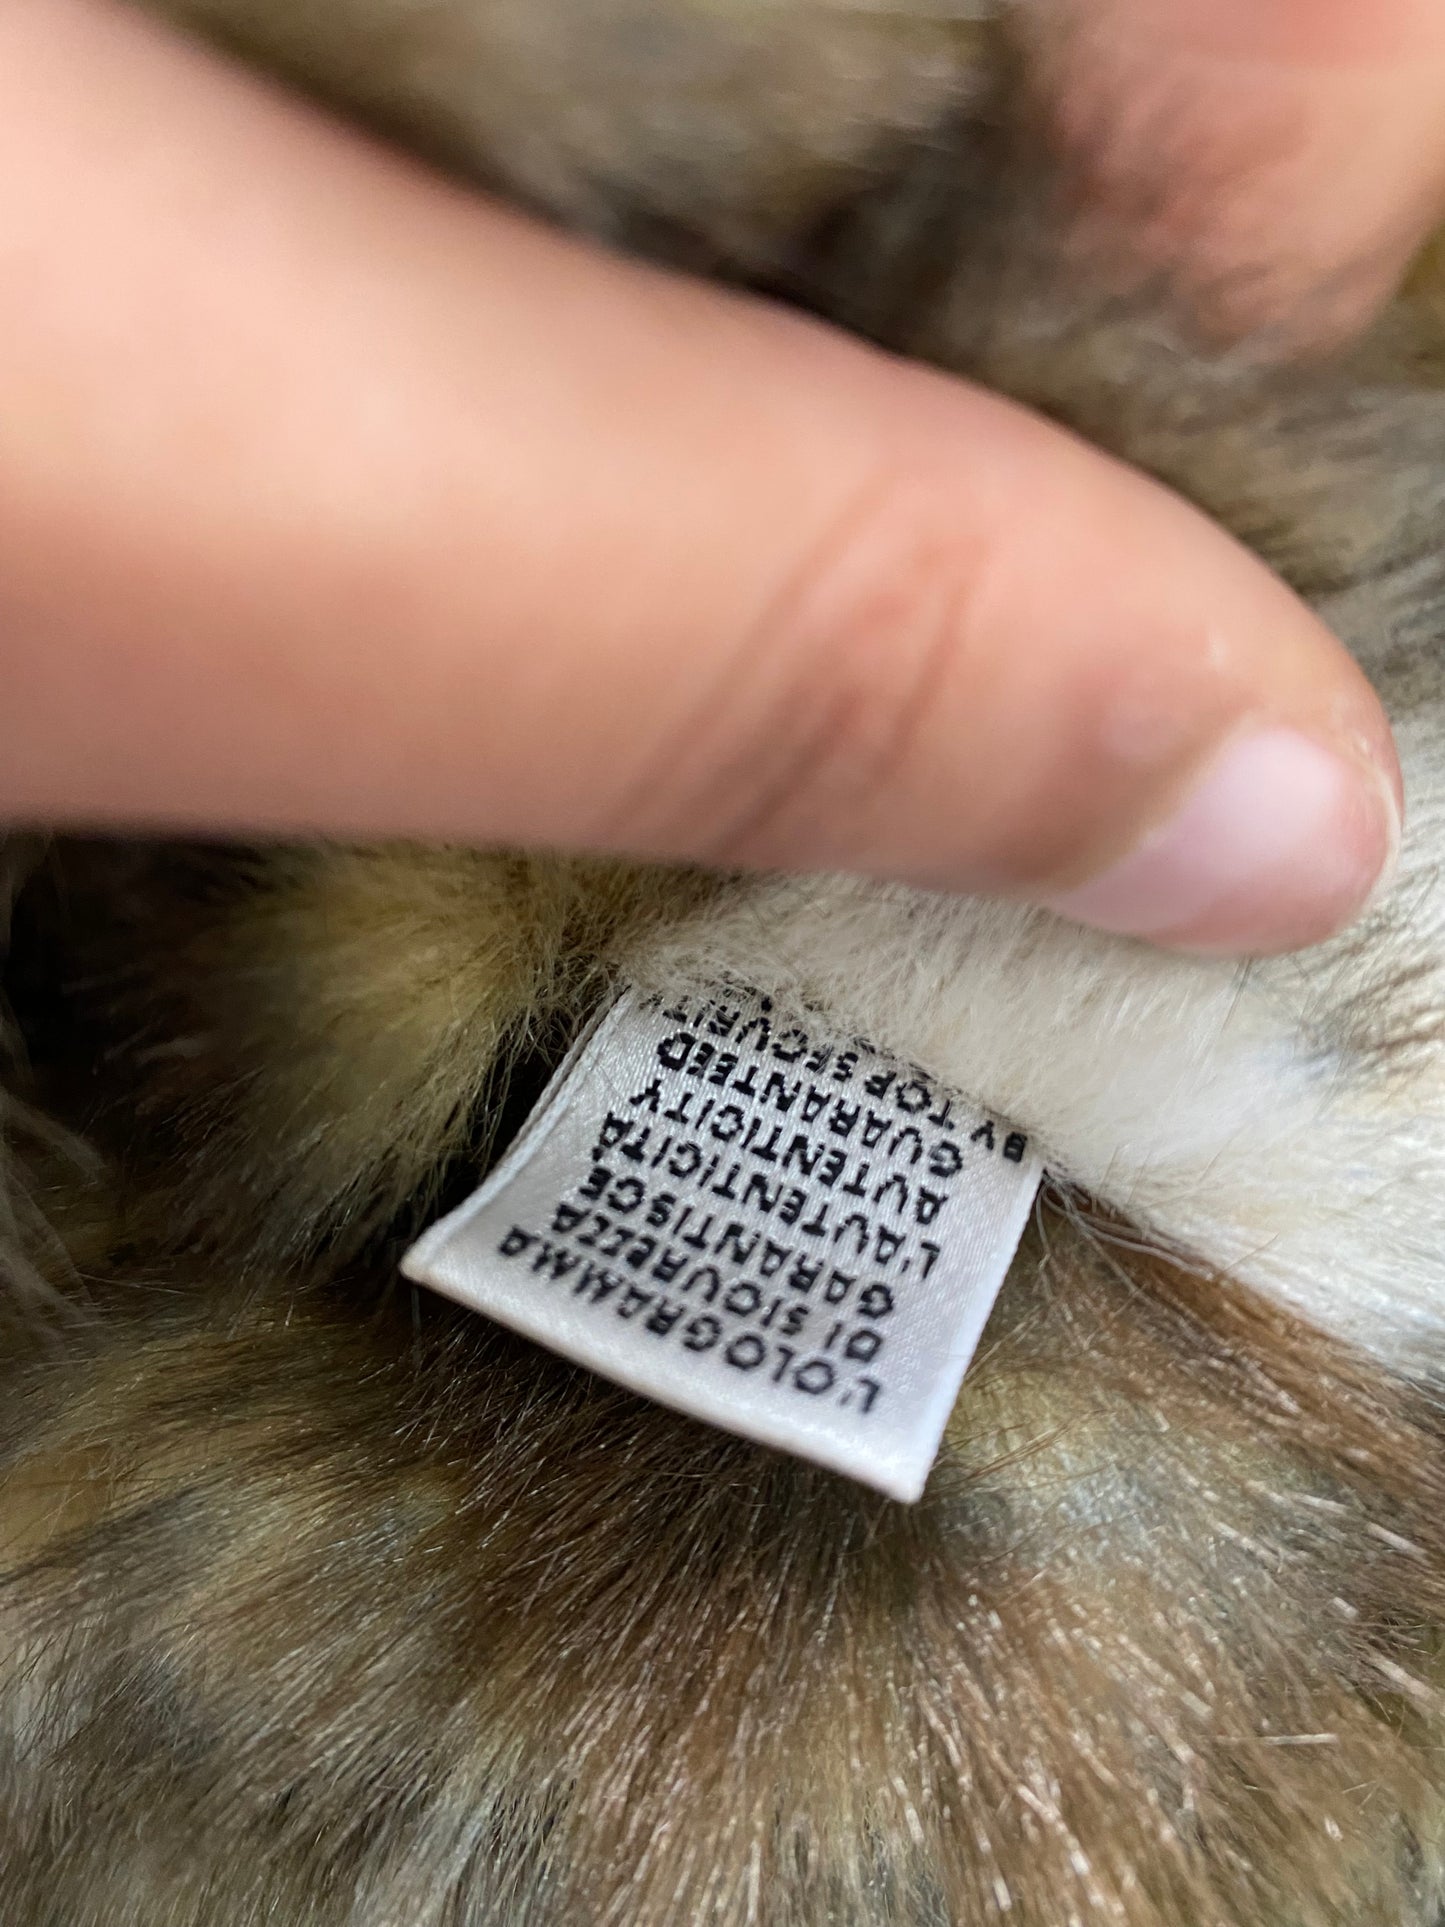 L'OLOGRAMMA
DI SICUREZZA
GARANTISCE
L'AUTENTICITÀ
AUTENTICITY
GUARANTEED
BY TOP SECURITY